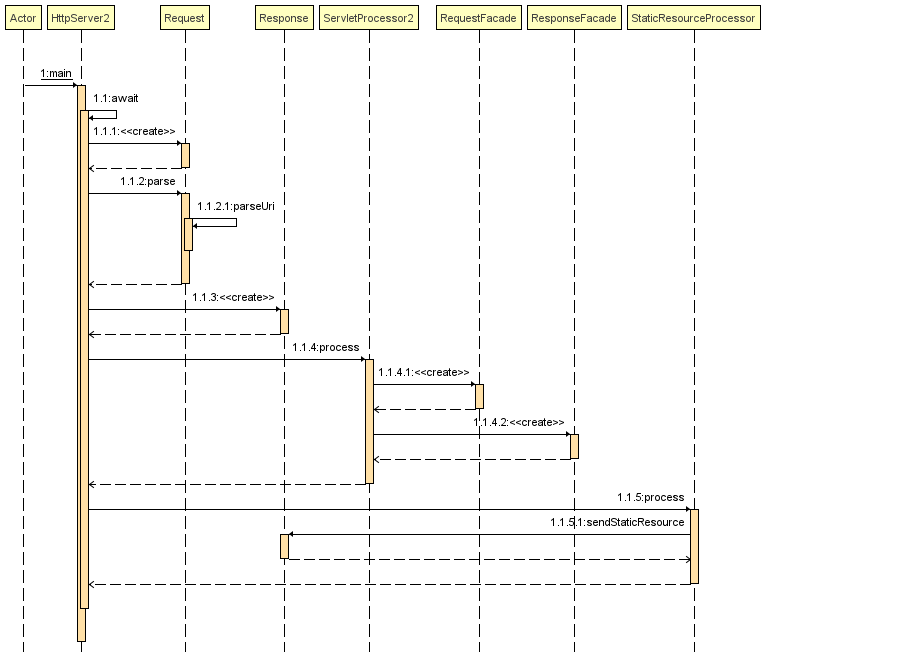 Actor HttpServer2 Request Response ServletProcessor2 RequestFacade ResponseFacade StaticResourceProcessor
1:main
1.1:await
1.1.1:<<create>>
1.1.2:parse
1.1.2.1:parseUri
1.1.3:<<create>>
1.1.4:process
1.1.4.1:<<create>>
1.1.4.2:<<create>>
1.1.5:process
1.1.5.1:sendStaticResource